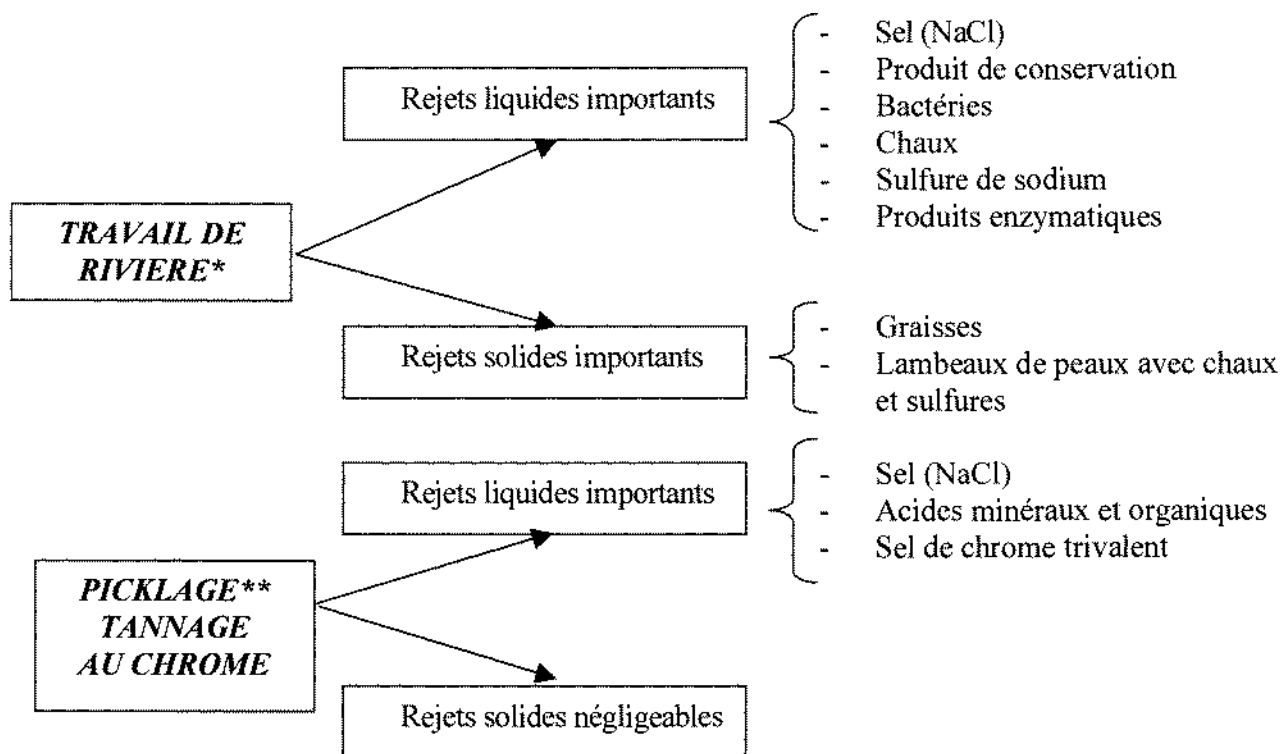 TRAVAIL DE
RIVIERE*
Rejets liquides importants
- Sel (NaCl)
- Produit de conservation
- Bactéries
- Chaux
- Sulfure de sodium
- Produits enzymatiques
Rejets solides importants
- Graisses
- Lambeaux de peaux avec chaux
et sulfures
PICKLAGE**
TANNAGE
AU CHROME
Rejets liquides importants
- Sel (NaCl)
- Acides minéraux et organiques
- Sel de chrome trivalent
Rejets solides négligeables